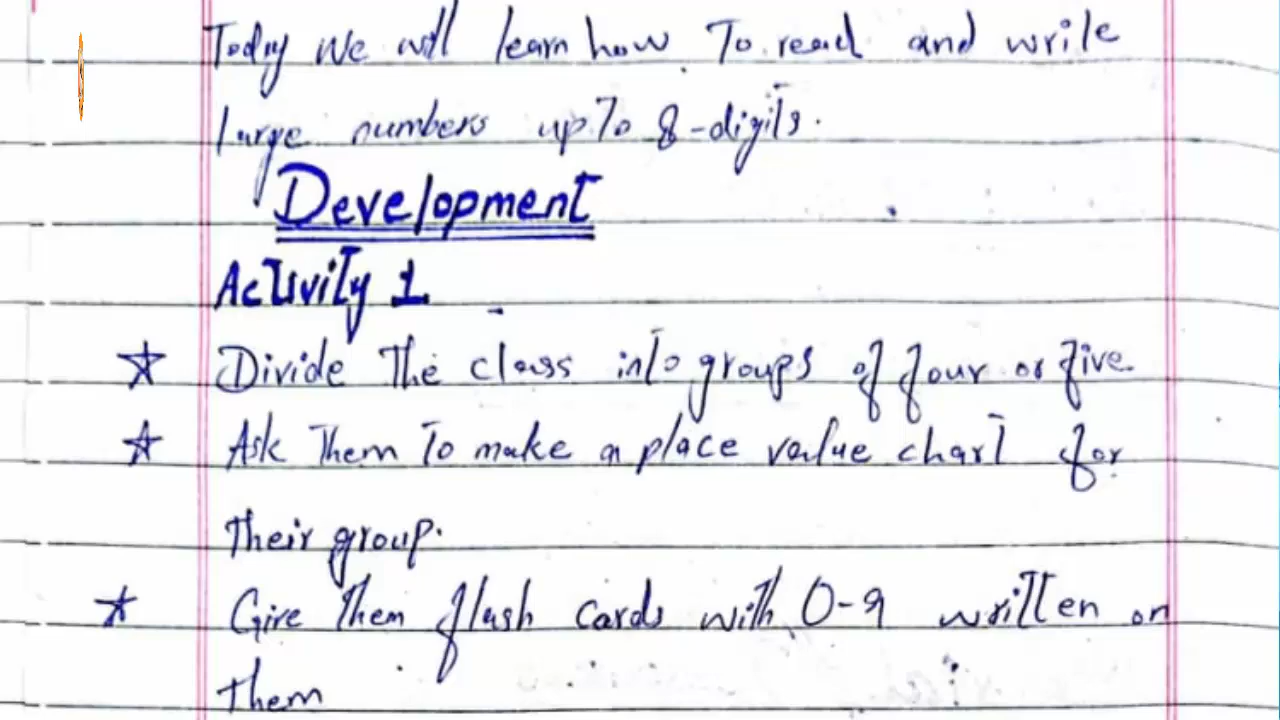 Today We will learn how To read and write
large numbers up To 8-digits.
Development
Activity 1
Divide The class into groups of four or five.
Ask Them To make a place value chart for
Their group.
Give Them flash cards with 0-9 written on
Them